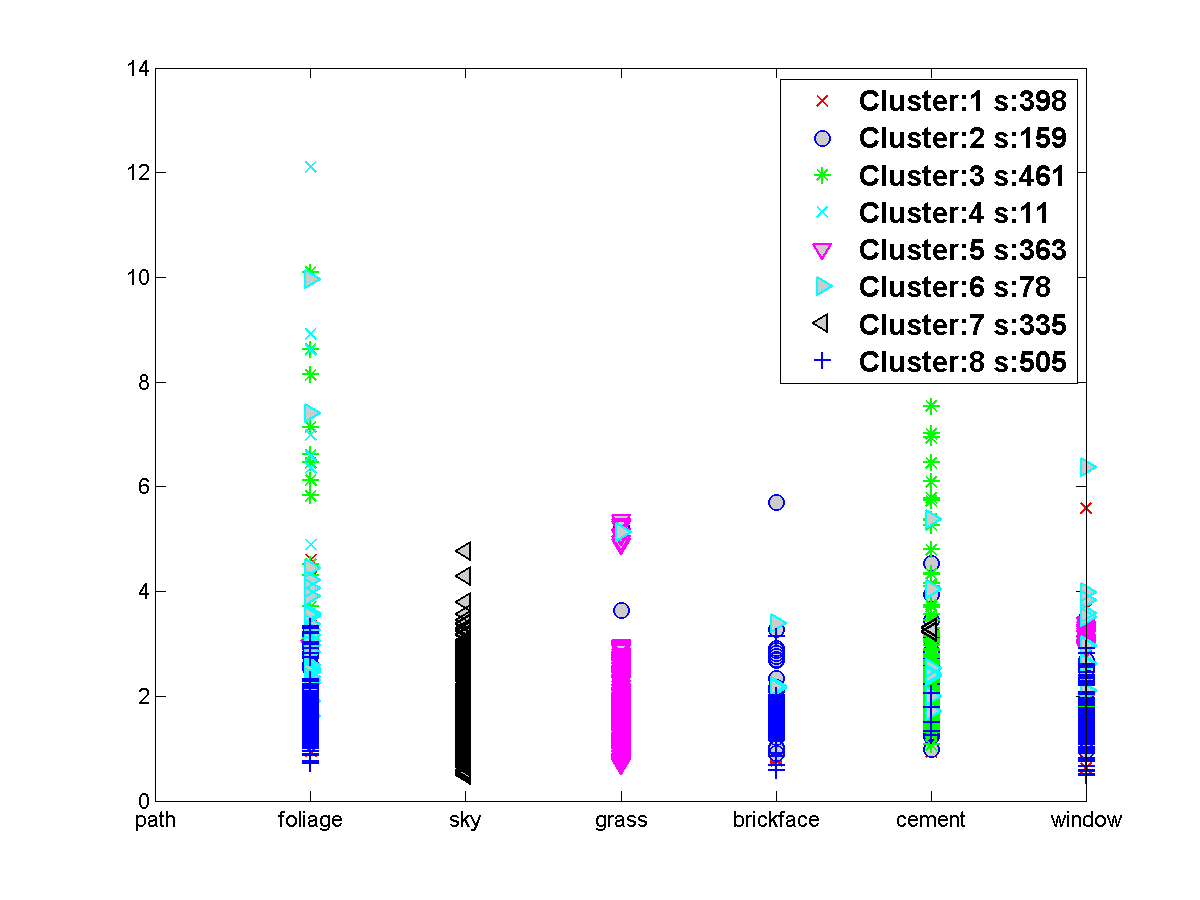 14
12
10
8
6
4
2
0
Cluster:1 s:398
Cluster:2 s:159
Cluster:3 s:461
Cluster:4 s:11
Cluster:5 s:363
Cluster:6 s:78
Cluster:7 s:335
Cluster:8 s:505
path foliage sky grass brickface cement window